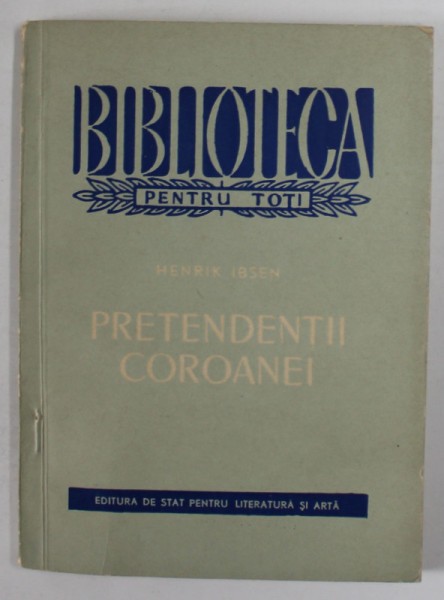 BIBLIOTECA
PENTRU TOȚI
HENRIK IBSEN
PRETENDENȚII
COROANEI
EDITURA DE STAT PENTRU LITERATURĂ ȘI ARTĂ